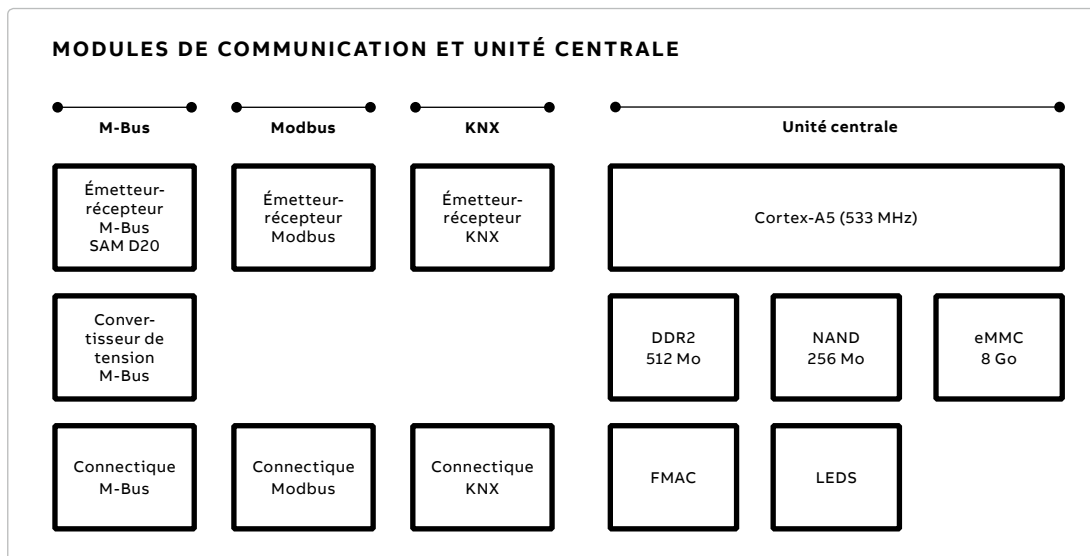 MODULES DE COMMUNICATION ET UNITÉ CENTRALE
M-Bus
Modbus
KNX
Unité centrale
Émetteur-
récepteur
M-Bus
SAM D20
Émetteur-
récepteur
Modbus
Émetteur-
récepteur
KNX
Cortex-A5 (533 MHz)
Conver-
tisseur de
tension
M-Bus
DDR2
512 Mo
NAND
256 Mo
eMMC
8 Go
Connectique
M-Bus
Connectique
Modbus
Connectique
KNX
FMAC
LEDS